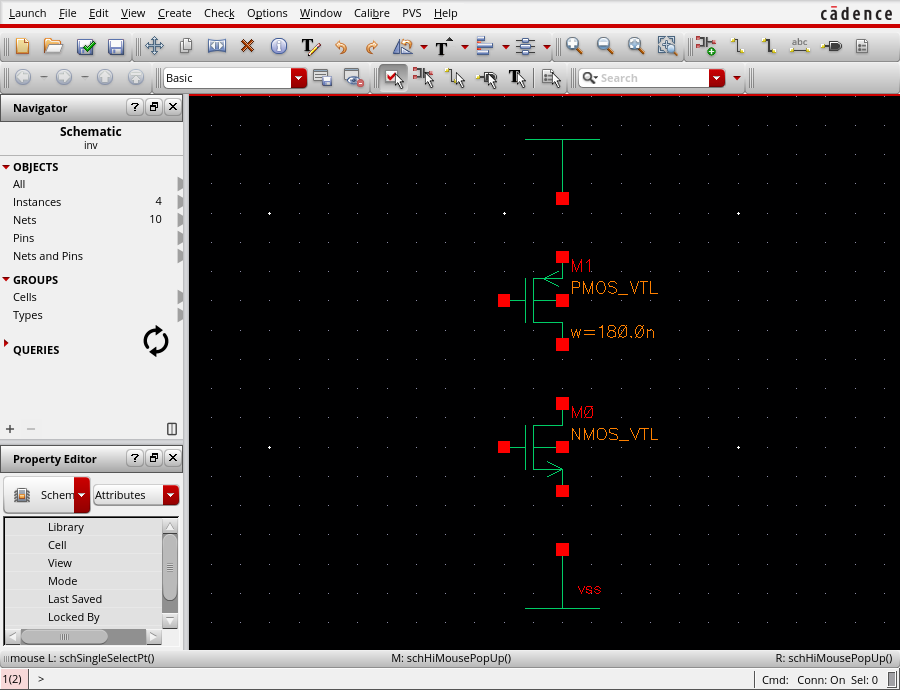 Launch File Edit View Create Check Options Window Calibre PVS Help
cādence
abc
Basic
Search
Navigator
Schematic
inv
OBJECTS
All
Instances 4
Nets 10
Pins
Nets and Pins
GROUPS
Cells
Types
QUERIES
Property Editor
Schem Attributes
Library
Cell
View
Mode
Last Saved
Locked By
M1
PMOS_VTL
w=180.0n
M0
NMOS_VTL
vss
mouse L: schSingleSelectPt() M: schHiMousePopUp() R: schHiMousePopUp()
1(2) > Cmd: Conn: On Sel: 0